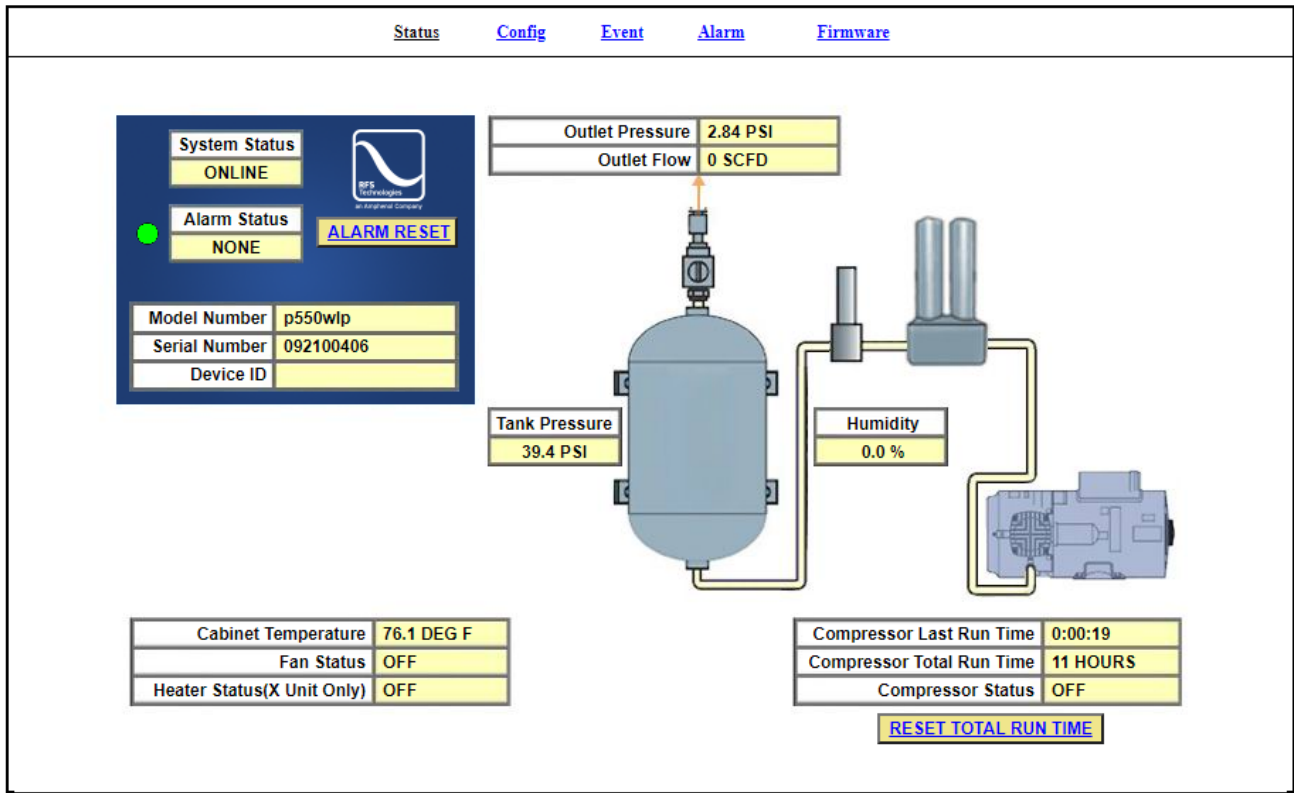 Status Config Event Alarm Firmware
System Status
ONLINE
RFS
Technologies
an Amphenol Company
Alarm Status
NONE
ALARM RESET
Model Number p550wlp
Serial Number 092100406
Device ID
Outlet Pressure 2.84 PSI
Outlet Flow 0 SCFD
Tank Pressure
39.4 PSI
Humidity
0.0 %
Cabinet Temperature 76.1 DEG F
Fan Status OFF
Heater Status(X Unit Only) OFF
Compressor Last Run Time 0:00:19
Compressor Total Run Time 11 HOURS
Compressor Status OFF
RESET TOTAL RUN TIME